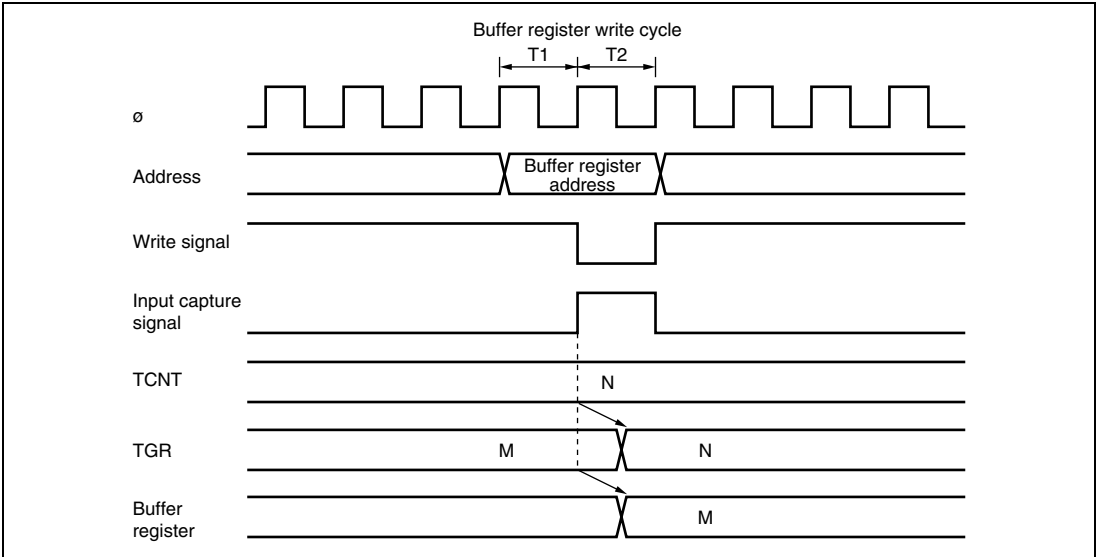 Buffer register write cycle
T1 T2
ø
Address
Buffer register
address
Write signal
Input capture
signal
TCNT
N
TGR
M
N
Buffer
register
M